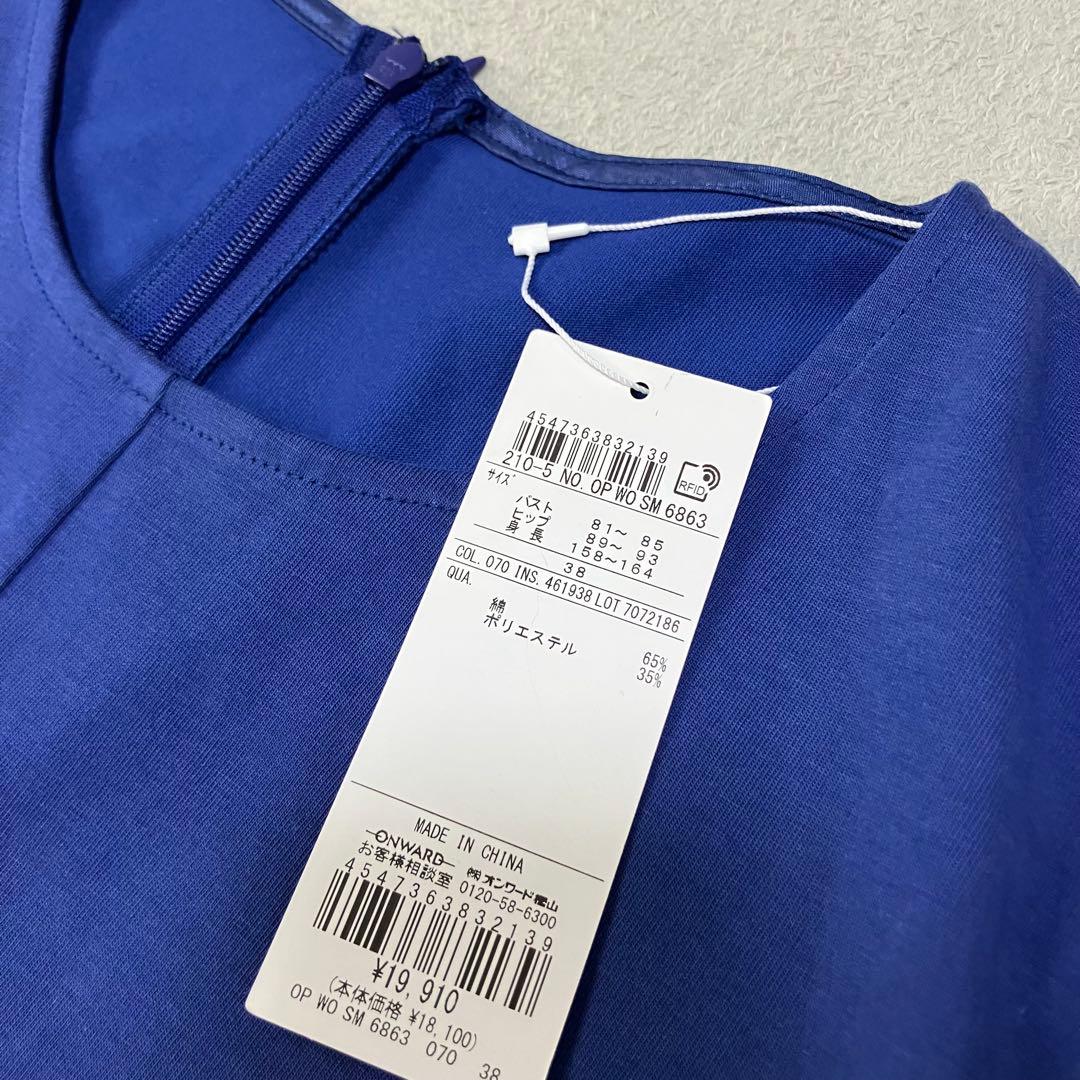 4547363832139
210-5 NO. OP WO SM 6863
RFID
サイズ
バスト 81～ 85
ヒップ 89～ 93
身長 158～164
38
COL. 070 INS. 461938 LOT 7072186
QUA.
綿 65%
ポリエステル 35%
MADE IN CHINA
ONWARD ㈱オンワード樫山
お客様相談室 0120-58-6300
4547363832139
¥19,910
(本体価格 ¥18,100)
OP WO SM 6863 070 38